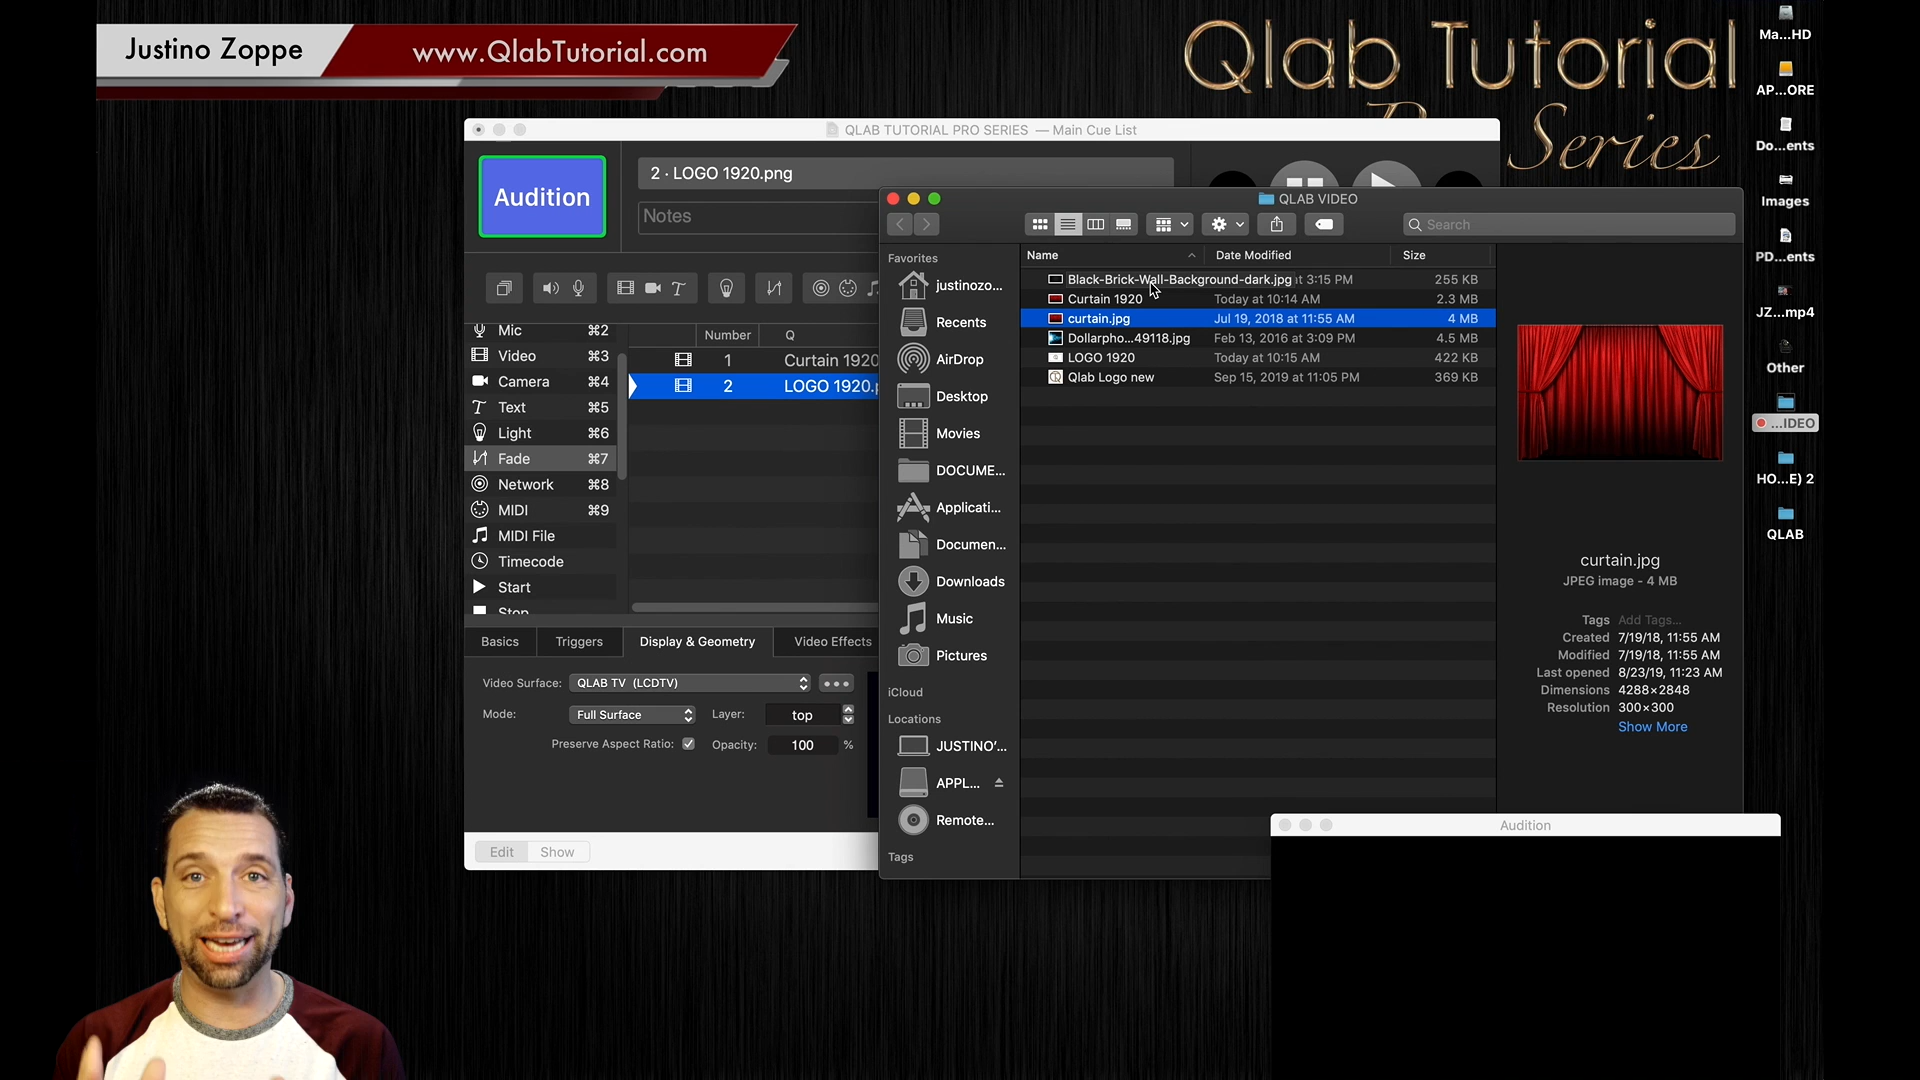 Justino Zoppe
www.QlabTutorial.com
Qlab Tutorial
Series
Ma...HD
AP...ORE
Do...ents
Images
PD...ents
JZ...mp4
Other
...IDEO
HO...E) 2
QLAB
QLAB TUTORIAL PRO SERIES — Main Cue List
Audition
2 · LOGO 1920.png
Notes
Number Q
1 Curtain 1920
2 LOGO 1920.p
Mic ⌘2
Video ⌘3
Camera ⌘4
Text ⌘5
Light ⌘6
Fade ⌘7
Network ⌘8
MIDI ⌘9
MIDI File
Timecode
Start
Stop
Basics Triggers Display & Geometry Video Effects
Video Surface: QLAB TV (LCDTV)
Mode: Full Surface Layer: top
Preserve Aspect Ratio: Opacity: 100 %
Edit Show
QLAB VIDEO
Search
Favorites
justinozo...
Recents
AirDrop
Desktop
Movies
DOCUME...
Applicati...
Documen...
Downloads
Music
Pictures
iCloud
Locations
JUSTINO'...
APPL...
Remote...
Tags
Name Date Modified Size
Black-Brick-Wall-Background-dark.jpg t 3:15 PM 255 KB
Curtain 1920 Today at 10:14 AM 2.3 MB
curtain.jpg Jul 19, 2018 at 11:55 AM 4 MB
Dollarpho...49118.jpg Feb 13, 2016 at 3:09 PM 4.5 MB
LOGO 1920 Today at 10:15 AM 422 KB
Qlab Logo new Sep 15, 2019 at 11:05 PM 369 KB
curtain.jpg
JPEG image - 4 MB
Tags Add Tags...
Created 7/19/18, 11:55 AM
Modified 7/19/18, 11:55 AM
Last opened 8/23/19, 11:23 AM
Dimensions 4288×2848
Resolution 300×300
Show More
Audition